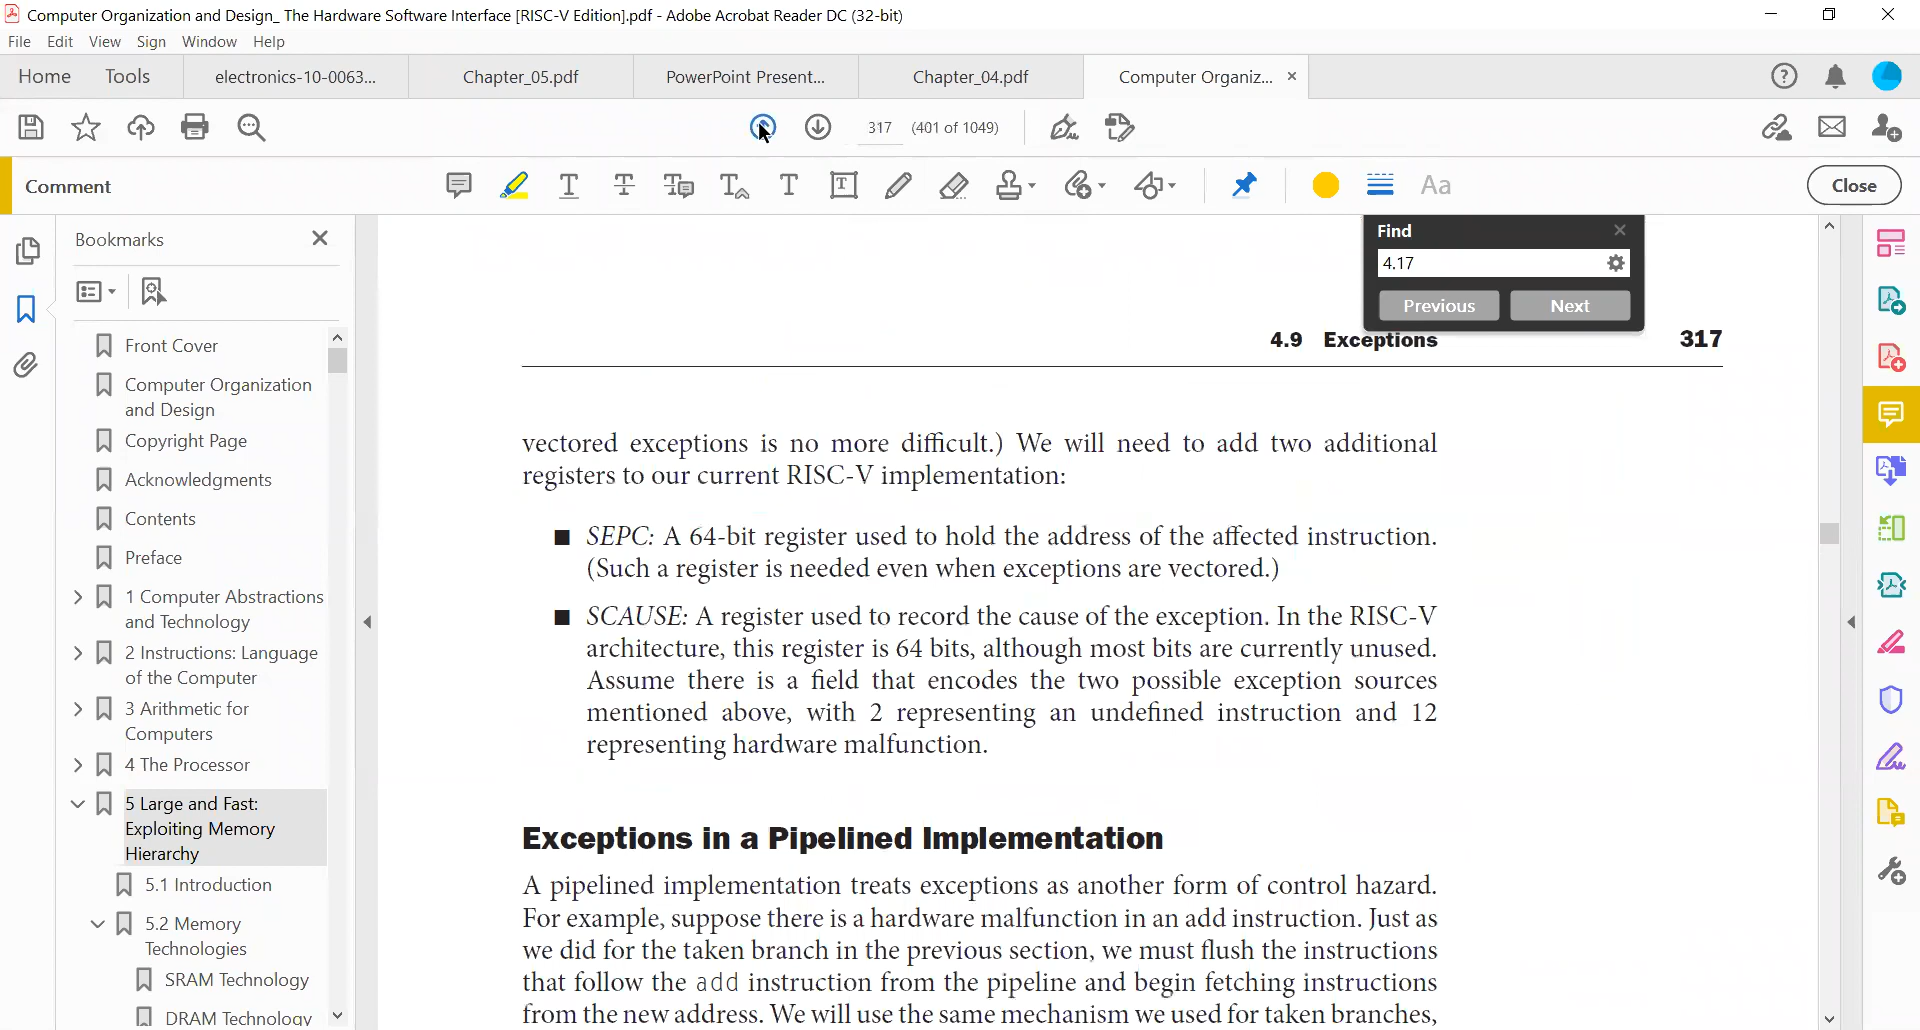 Computer Organization and Design_ The Hardware Software Interface [RISC-V Edition].pdf - Adobe Acrobat Reader DC (32-bit)
File Edit View Sign Window Help
Home Tools electronics-10-0063... Chapter_05.pdf PowerPoint Present... Chapter_04.pdf Computer Organiz...
317 (401 of 1049)
Comment
Aa
Close
Bookmarks
Front Cover
Computer Organization
and Design
Copyright Page
Acknowledgments
Contents
Preface
1 Computer Abstractions
and Technology
2 Instructions: Language
of the Computer
3 Arithmetic for
Computers
4 The Processor
5 Large and Fast:
Exploiting Memory
Hierarchy
5.1 Introduction
5.2 Memory
Technologies
SRAM Technology
DRAM Technology
Find
4.17
Previous Next
4.9 Exceptions 317
vectored exceptions is no more difficult.) We will need to add two additional
registers to our current RISC-V implementation:
■ SEPC: A 64-bit register used to hold the address of the affected instruction.
(Such a register is needed even when exceptions are vectored.)
■ SCAUSE: A register used to record the cause of the exception. In the RISC-V
architecture, this register is 64 bits, although most bits are currently unused.
Assume there is a field that encodes the two possible exception sources
mentioned above, with 2 representing an undefined instruction and 12
representing hardware malfunction.
Exceptions in a Pipelined Implementation
A pipelined implementation treats exceptions as another form of control hazard.
For example, suppose there is a hardware malfunction in an add instruction. Just as
we did for the taken branch in the previous section, we must flush the instructions
that follow the add instruction from the pipeline and begin fetching instructions
from the new address. We will use the same mechanism we used for taken branches,